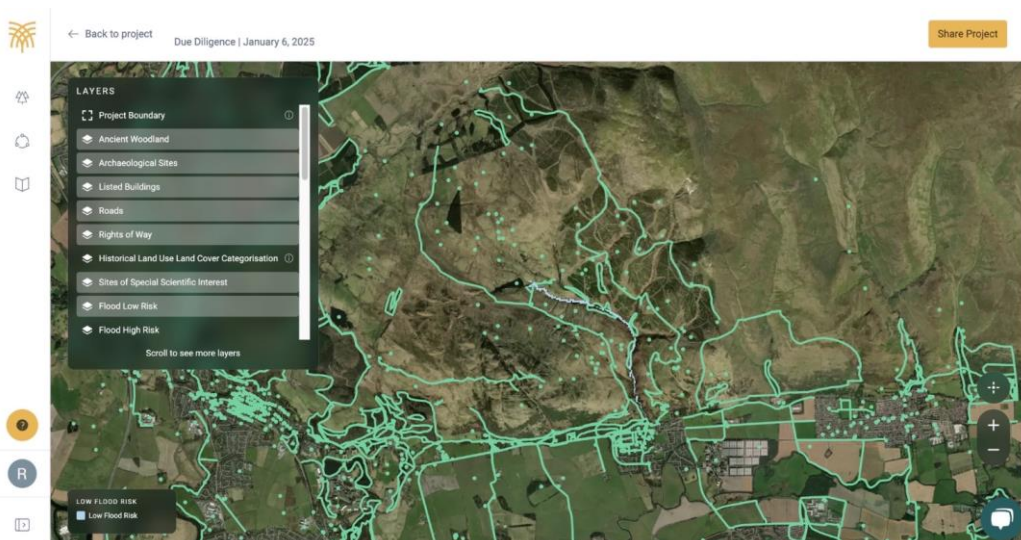 Back to project
Due Diligence | January 6, 2025
Share Project
LAYERS
Project Boundary
Ancient Woodland
Archaeological Sites
Listed Buildings
Roads
Rights of Way
Historical Land Use Land Cover Categorisation
Sites of Special Scientific Interest
Flood Low Risk
Flood High Risk
Scroll to see more layers
?
R
LOW FLOOD RISK
Low Flood Risk